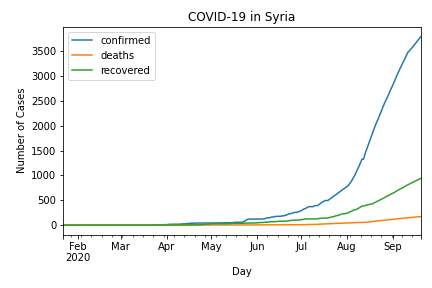 COVID-19 in Syria
confirmed
deaths
recovered
Number of Cases
3500
3000
2500
2000
1500
1000
500
0
Feb Mar Apr May Jun Jul Aug Sep
2020
Day